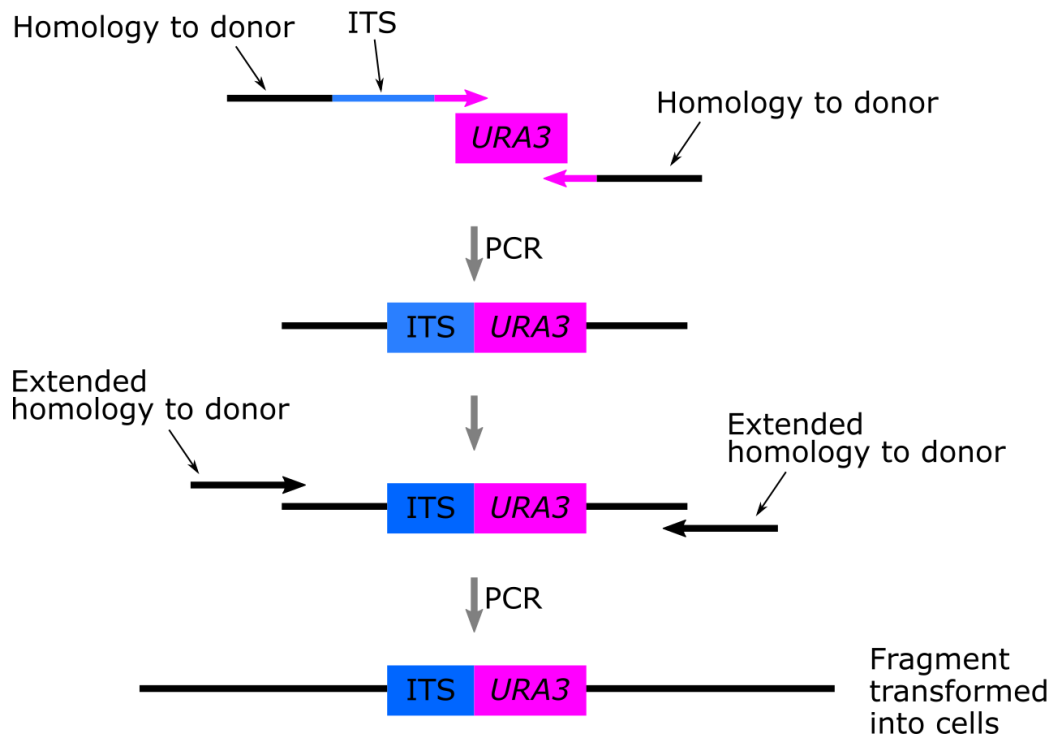 Homology to donor
ITS
Homology to donor
URA3
PCR
ITS URA3
Extended
homology to donor
Extended
homology to donor
ITS URA3
PCR
ITS URA3
Fragment
transformed
into cells